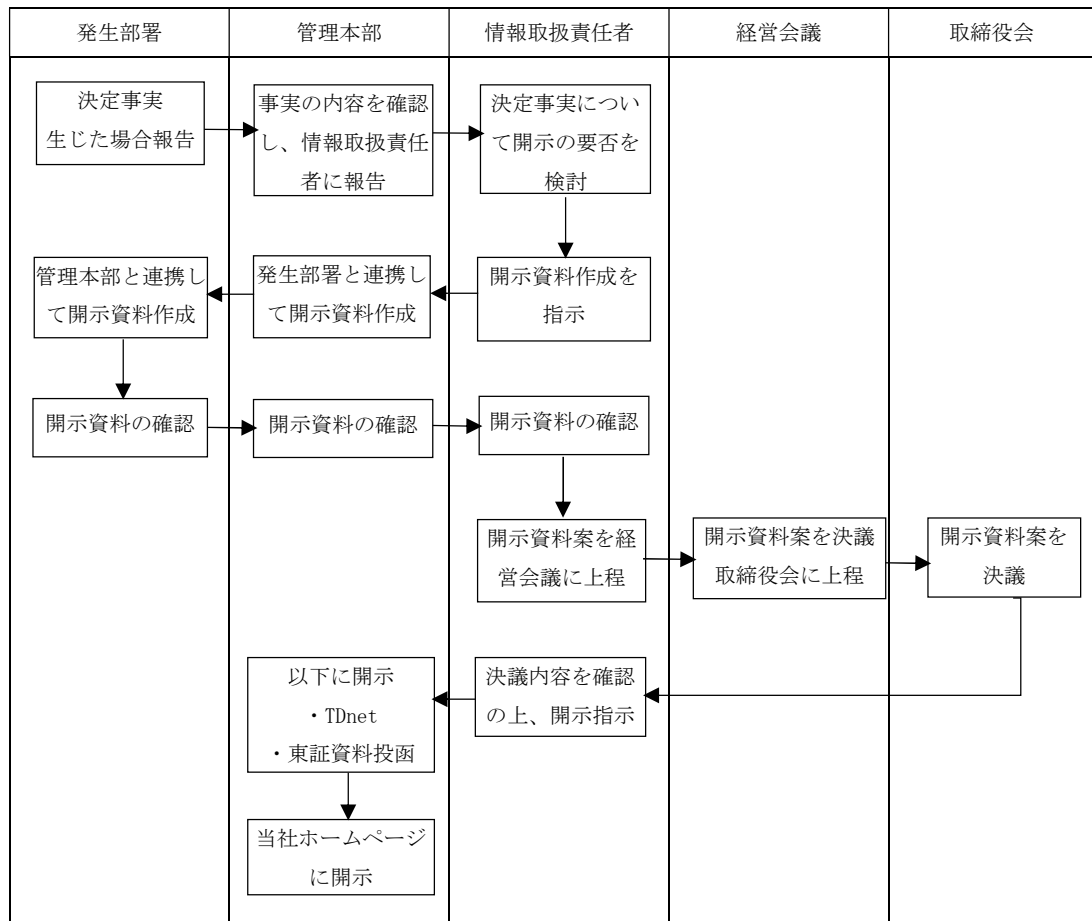 発生部署
管理本部
情報取扱責任者
経営会議
取締役会
決定事実
生じた場合報告
事実の内容を確認
し、情報取扱責任
者に報告
決定事実につい
て開示の要否を
検討
管理本部と連携し
て開示資料作成
発生部署と連携し
て開示資料作成
開示資料作成を
指示
開示資料の確認
開示資料の確認
開示資料の確認
開示資料案を経
営会議に上程
開示資料案を決議
取締役会に上程
開示資料案を
決議
以下に開示
・TDnet
・東証資料投函
決議内容を確認
の上、開示指示
当社ホームページ
に開示